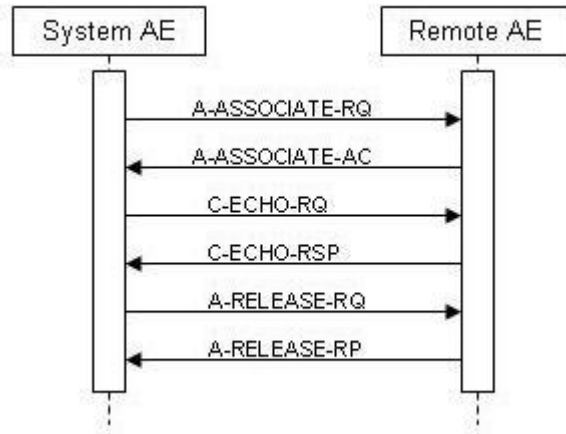 System AE
Remote AE
A-ASSOCIATE-RQ
A-ASSOCIATE-AC
C-ECHO-RQ
C-ECHO-RSP
A-RELEASE-RQ
A-RELEASE-RP